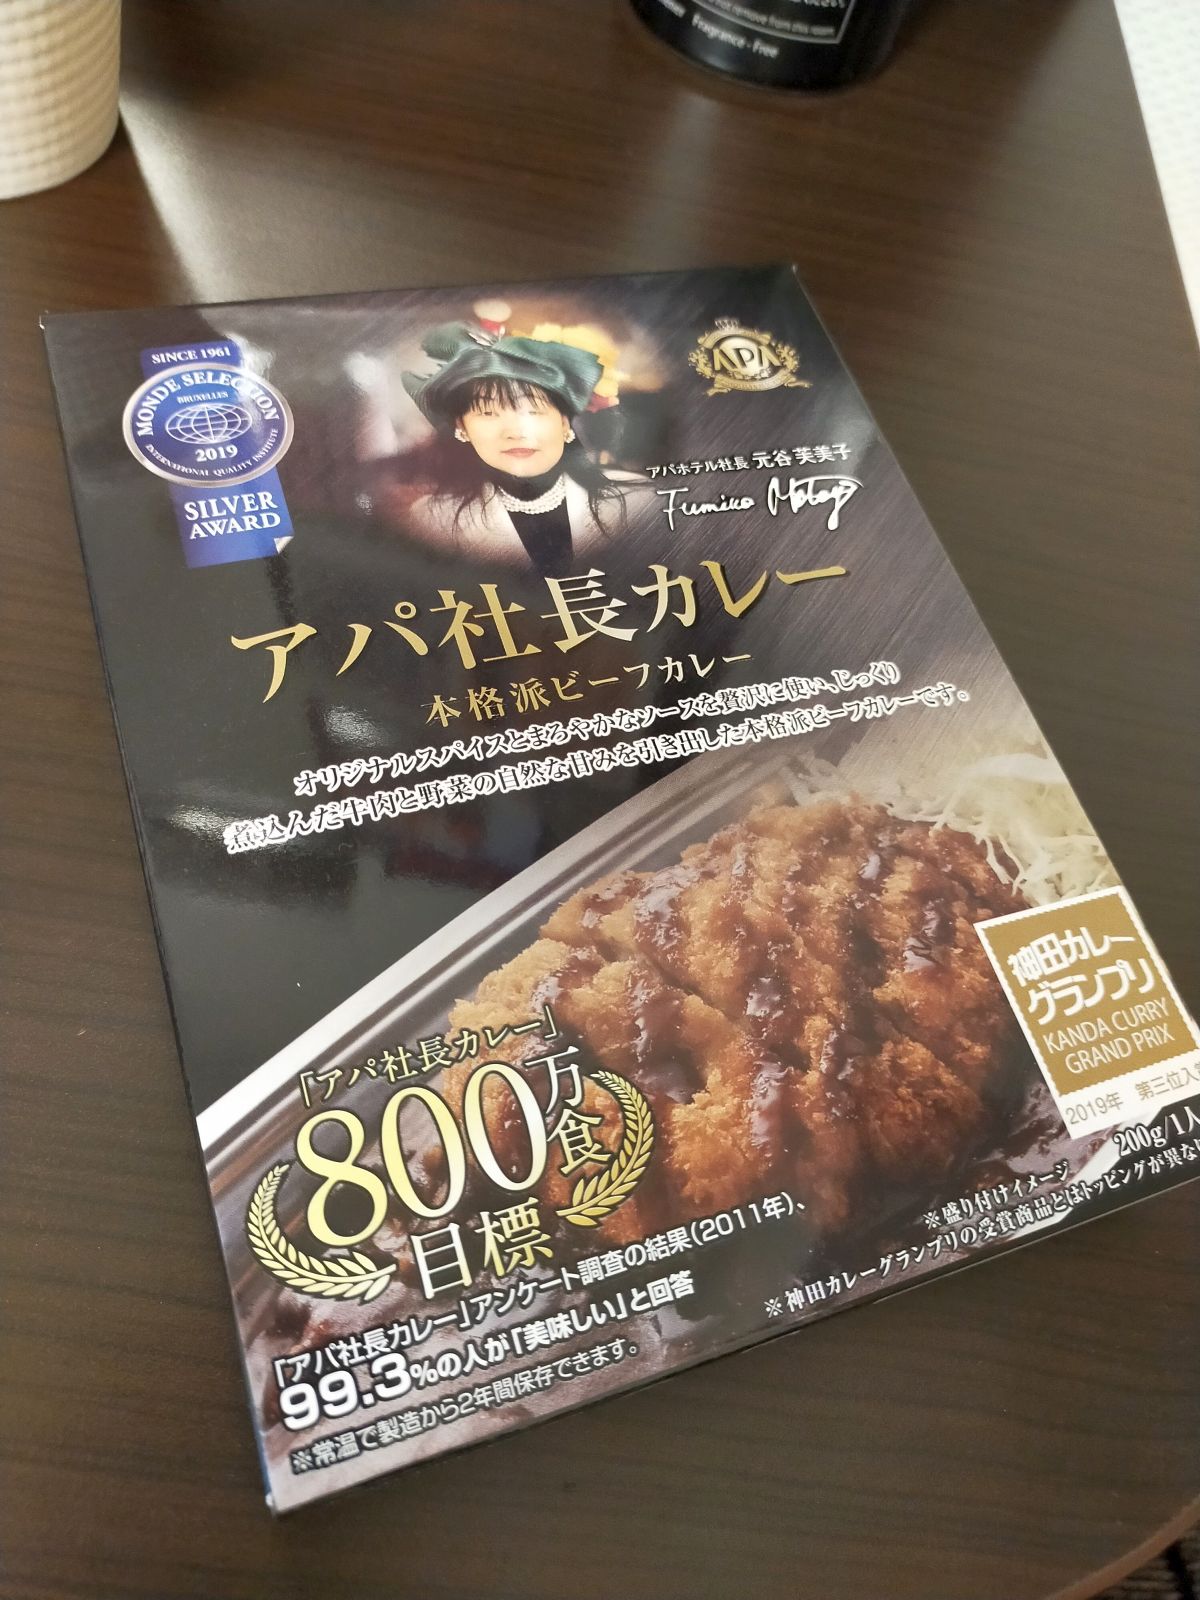 not remove from this room
Fragrance - Free
SINCE 1961
MONDE SELECTION
BRUXELLES
2019
INTERNATIONAL QUALITY INSTITUTE
SILVER
AWARD
APA
アパホテル社長 元谷 芙美子
Fumiko Motoya
アパ社長カレー
本格派ビーフカレー
オリジナルスパイスとまろやかなソースを贅沢に使い、じっくり
煮込んだ牛肉と野菜の自然な甘みを引き出した本格派ビーフカレーです。
神田カレー
グランプリ
KANDA CURRY
GRAND PRIX
2019年 第三位入
「アパ社長カレー」
800万食
目標
200g/1人
※盛り付けイメージ
※神田カレーグランプリの受賞商品とはトッピングが異な
「アパ社長カレー」アンケート調査の結果(2011年)、
99.3%の人が「美味しい」と回答
※常温で製造から2年間保存できます。